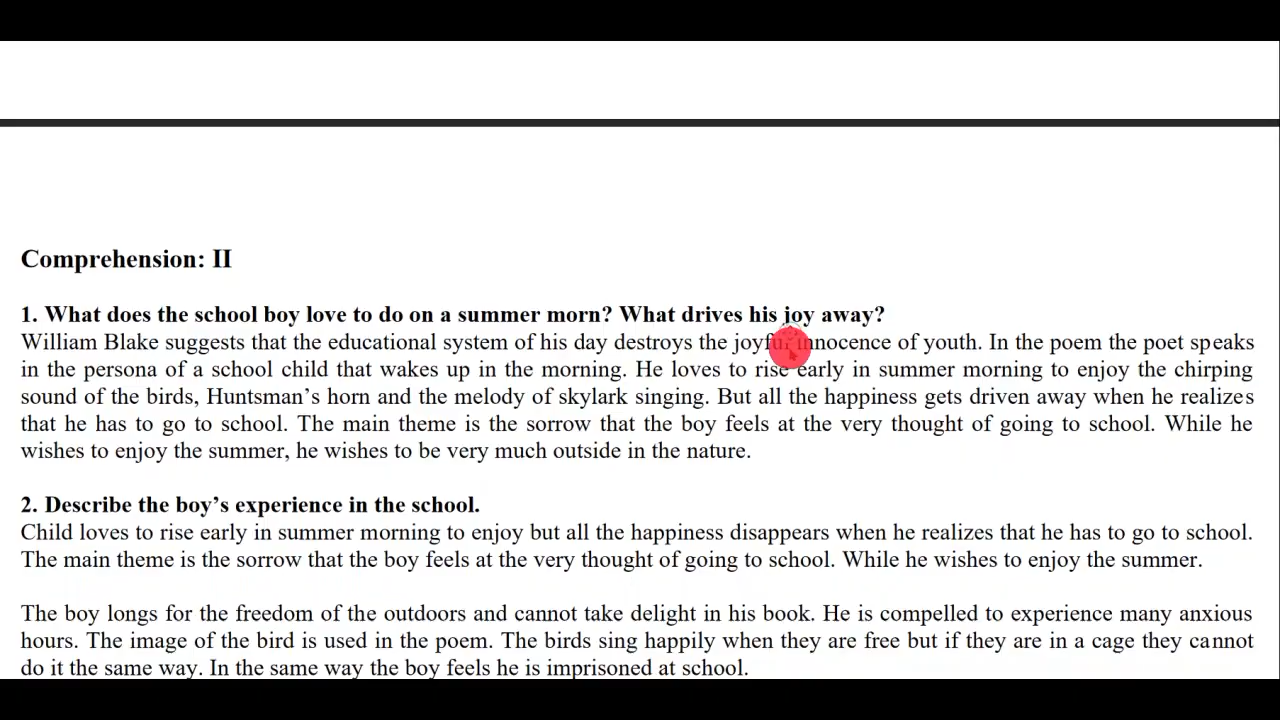 Comprehension: II
1. What does the school boy love to do on a summer morn? What drives his joy away?
William Blake suggests that the educational system of his day destroys the joyful innocence of youth. In the poem the poet speaks
in the persona of a school child that wakes up in the morning. He loves to rise early in summer morning to enjoy the chirping
sound of the birds, Huntsman’s horn and the melody of skylark singing. But all the happiness gets driven away when he realizes
that he has to go to school. The main theme is the sorrow that the boy feels at the very thought of going to school. While he
wishes to enjoy the summer, he wishes to be very much outside in the nature.
2. Describe the boy’s experience in the school.
Child loves to rise early in summer morning to enjoy but all the happiness disappears when he realizes that he has to go to school.
The main theme is the sorrow that the boy feels at the very thought of going to school. While he wishes to enjoy the summer.
The boy longs for the freedom of the outdoors and cannot take delight in his book. He is compelled to experience many anxious
hours. The image of the bird is used in the poem. The birds sing happily when they are free but if they are in a cage they cannot
do it the same way. In the same way the boy feels he is imprisoned at school.